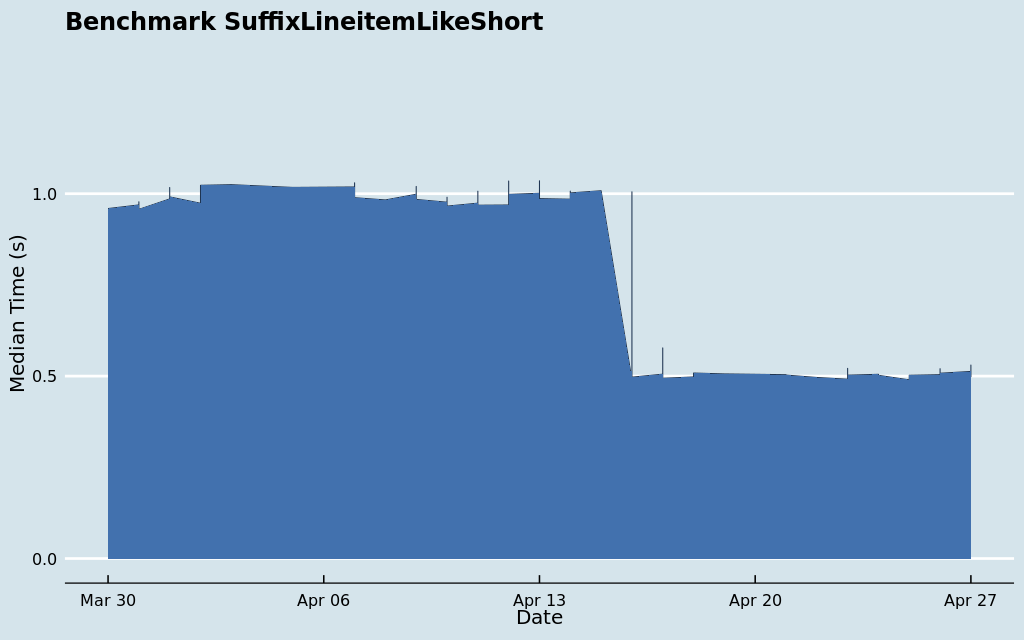 Benchmark SuffixLineitemLikeShort
Median Time (s)
1.0
0.5
0.0
Mar 30
Apr 06
Apr 13
Apr 20
Apr 27
Date